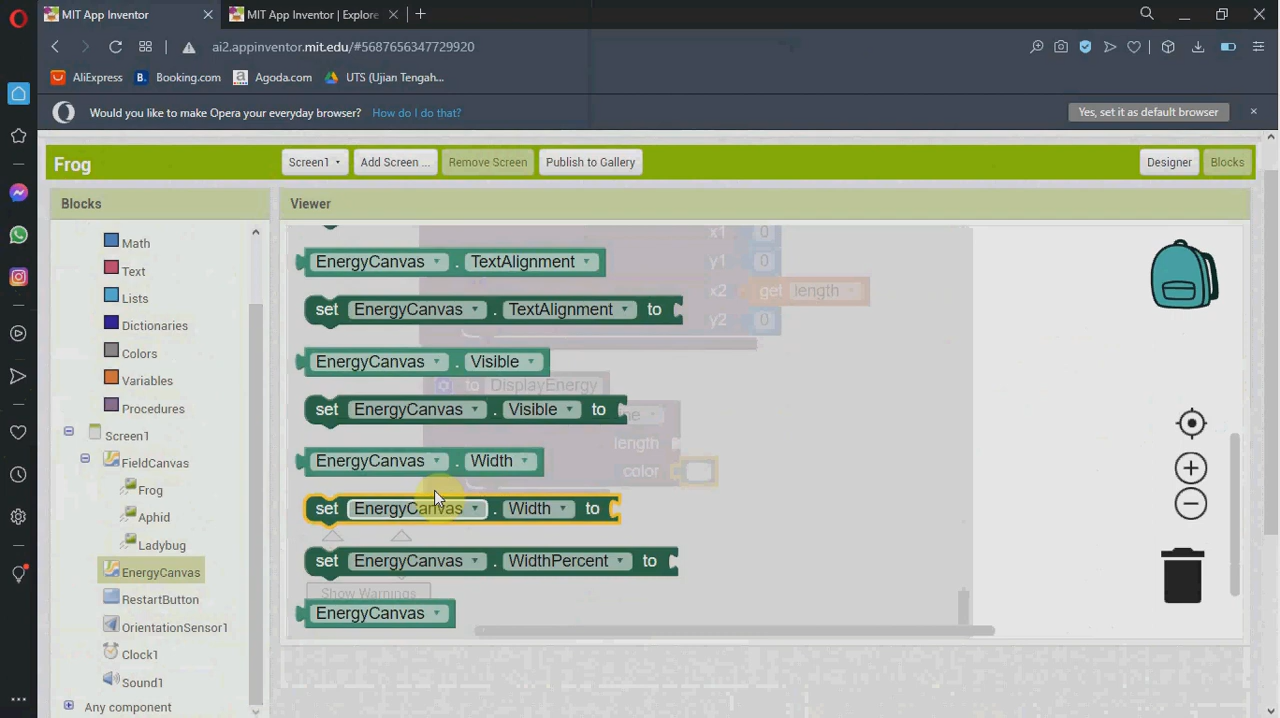 MIT App Inventor
MIT App Inventor | Explore
ai2.appinventor.mit.edu/#5687656347729920
AliExpress
B. Booking.com
a Agoda.com
UTS (Ujian Tengah...
Would you like to make Opera your everyday browser? How do I do that?
Yes, set it as default browser
Frog
Screen1
Add Screen ...
Remove Screen
Publish to Gallery
Designer
Blocks
Blocks
Viewer
Math
Text
Lists
Dictionaries
Colors
Variables
Procedures
Screen1
FieldCanvas
Frog
Aphid
Ladybug
EnergyCanvas
RestartButton
OrientationSensor1
Clock1
Sound1
Any component
x1 0
y1 0
x2 get length
y2 0
to DisplayEnergy
length
color
EnergyCanvas . TextAlignment
set EnergyCanvas . TextAlignment to
EnergyCanvas . Visible
set EnergyCanvas . Visible to
EnergyCanvas . Width
set EnergyCanvas . Width to
set EnergyCanvas . WidthPercent to
Show Warnings
EnergyCanvas